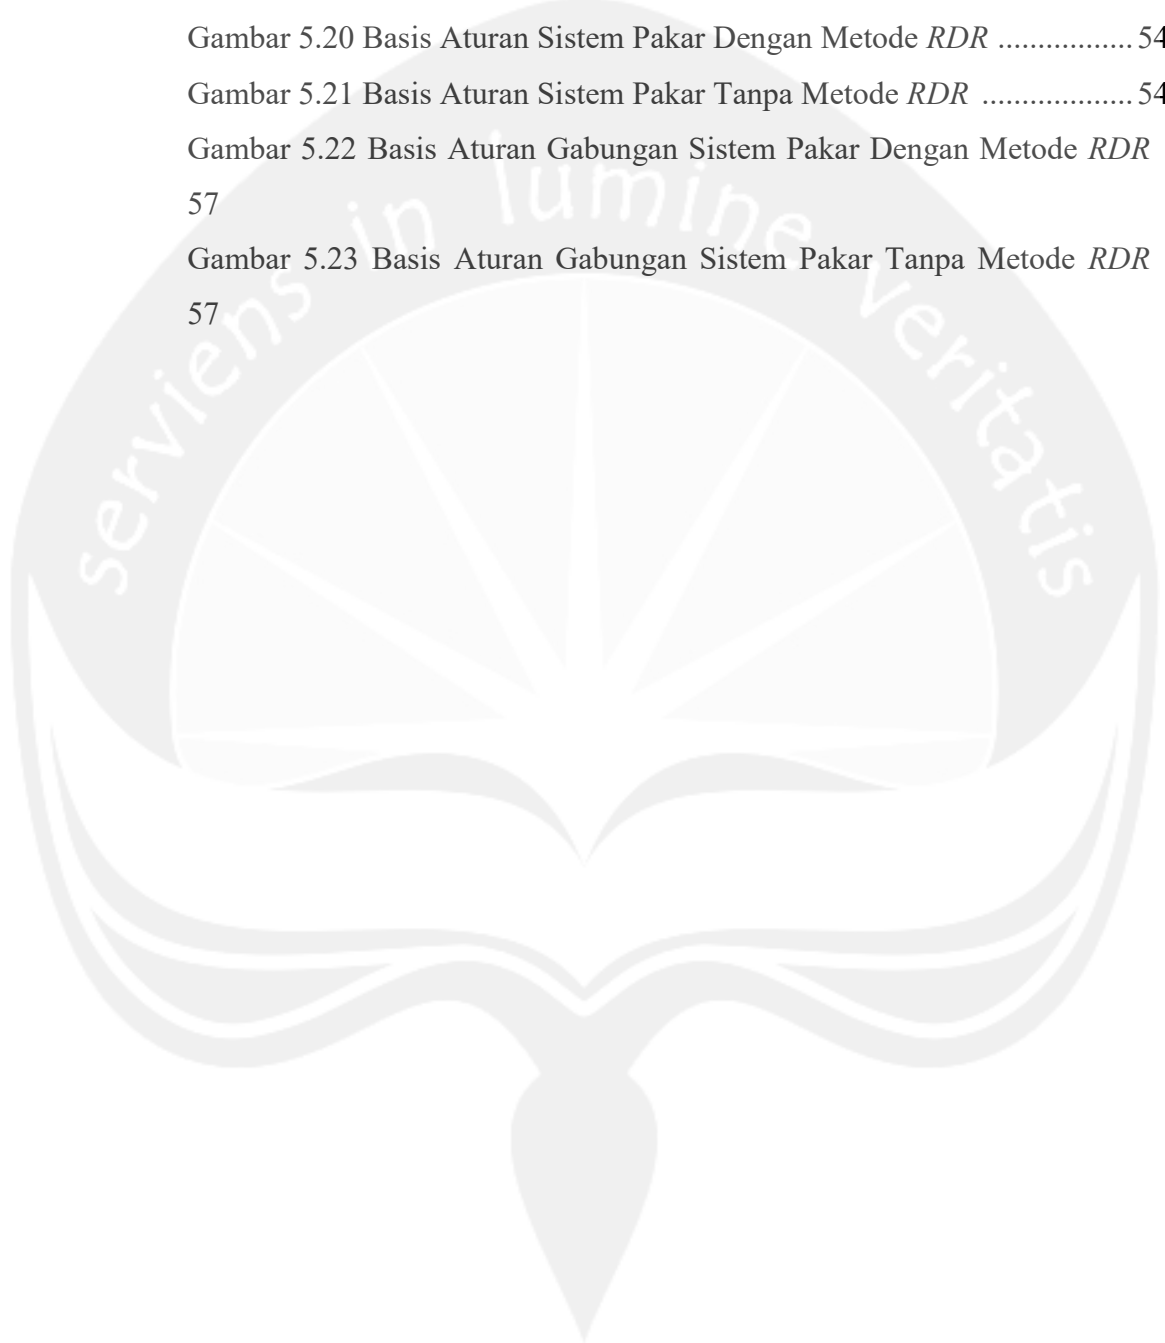 Gambar 5.20 Basis Aturan Sistem Pakar Dengan Metode RDR ................. 54
Gambar 5.21 Basis Aturan Sistem Pakar Tanpa Metode RDR ................... 54
Gambar 5.22 Basis Aturan Gabungan Sistem Pakar Dengan Metode RDR
57
Gambar 5.23 Basis Aturan Gabungan Sistem Pakar Tanpa Metode RDR
57
serviens in lumine veritatis